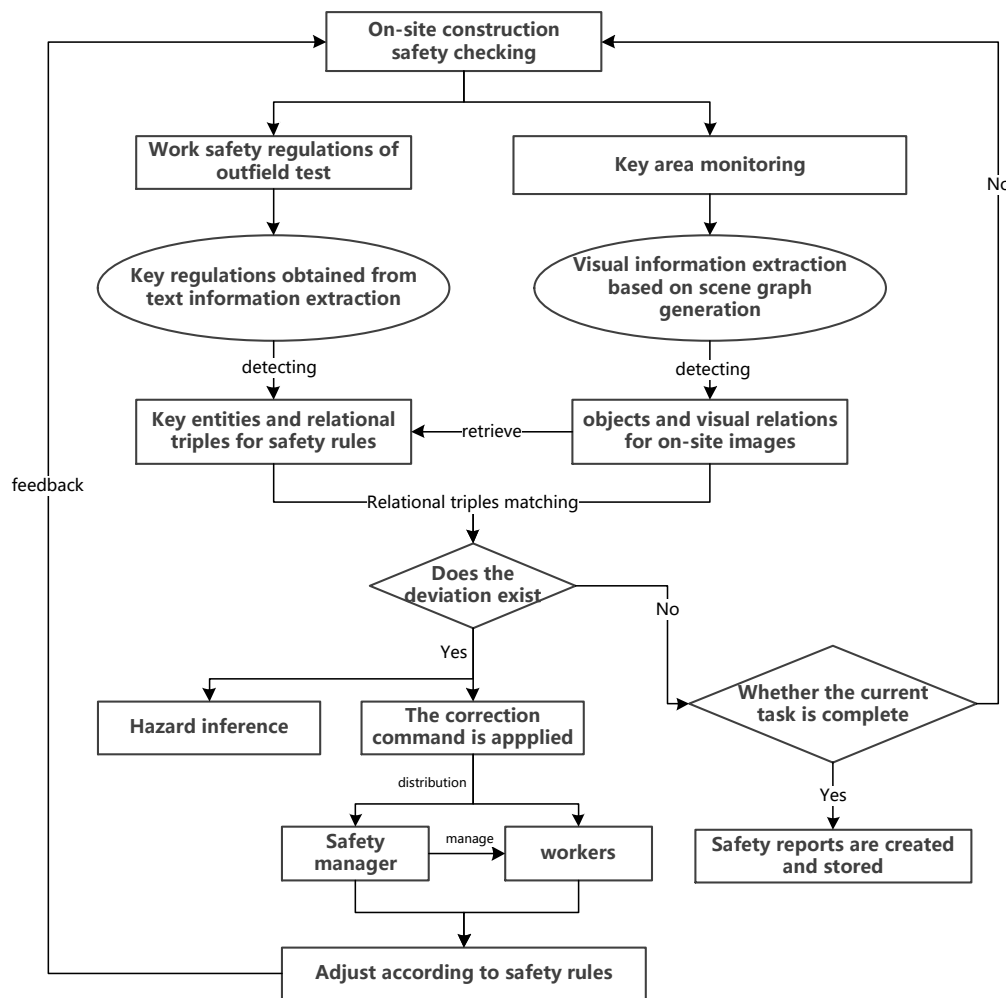 On-site construction
safety checking
Work safety regulations of
outfield test
Key area monitoring
No
Key regulations obtained from
text information extraction
Visual information extraction
based on scene graph
generation
detecting
detecting
Key entities and relational
triples for safety rules
retrieve
objects and visual relations
for on-site images
feedback
Relational triples matching
Does the
deviation exist
No
Yes
Whether the current
task is complete
Hazard inference
The correction
command is appplied
distribution
Yes
Safety
manager
manage
workers
Safety reports are created
and stored
Adjust according to safety rules